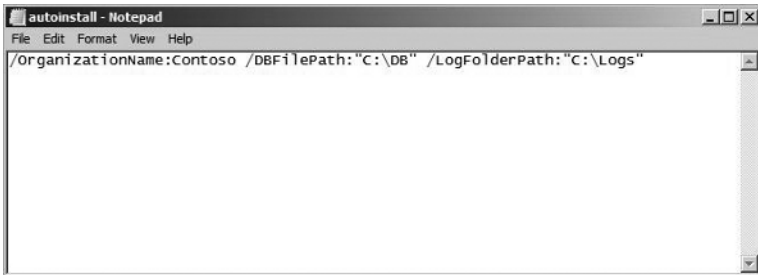 autoinstall - Notepad
File Edit Format View Help
/OrganizationName:Contoso /DBFilePath:"C:\DB" /LogFolderPath:"C:\Logs"